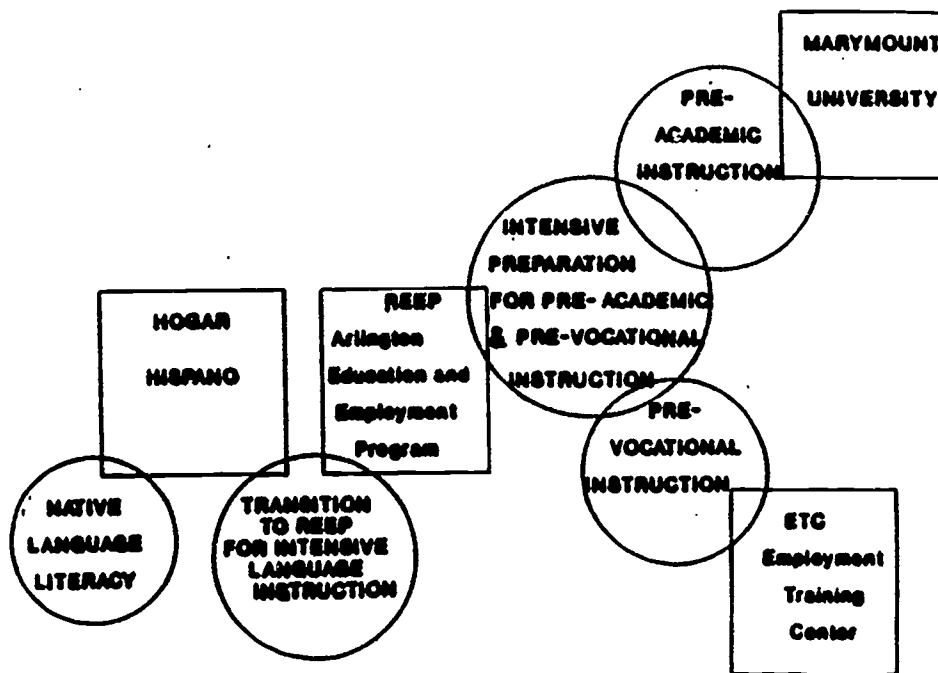 MARYMOUNT
UNIVERSITY
PRE-
ACADEMIC
INSTRUCTION
INTENSIVE
PREPARATION
FOR PRE-ACADEMIC
& PRE-VOCATIONAL
INSTRUCTION
HOGAR
HISPANO
REEP
Arlington
Education and
Employment
Program
PRE-
VOCATIONAL
INSTRUCTION
NATIVE
LANGUAGE
LITERACY
TRANSITION
TO REEP
FOR INTENSIVE
LANGUAGE
INSTRUCTION
ETC
Employment
Training
Center